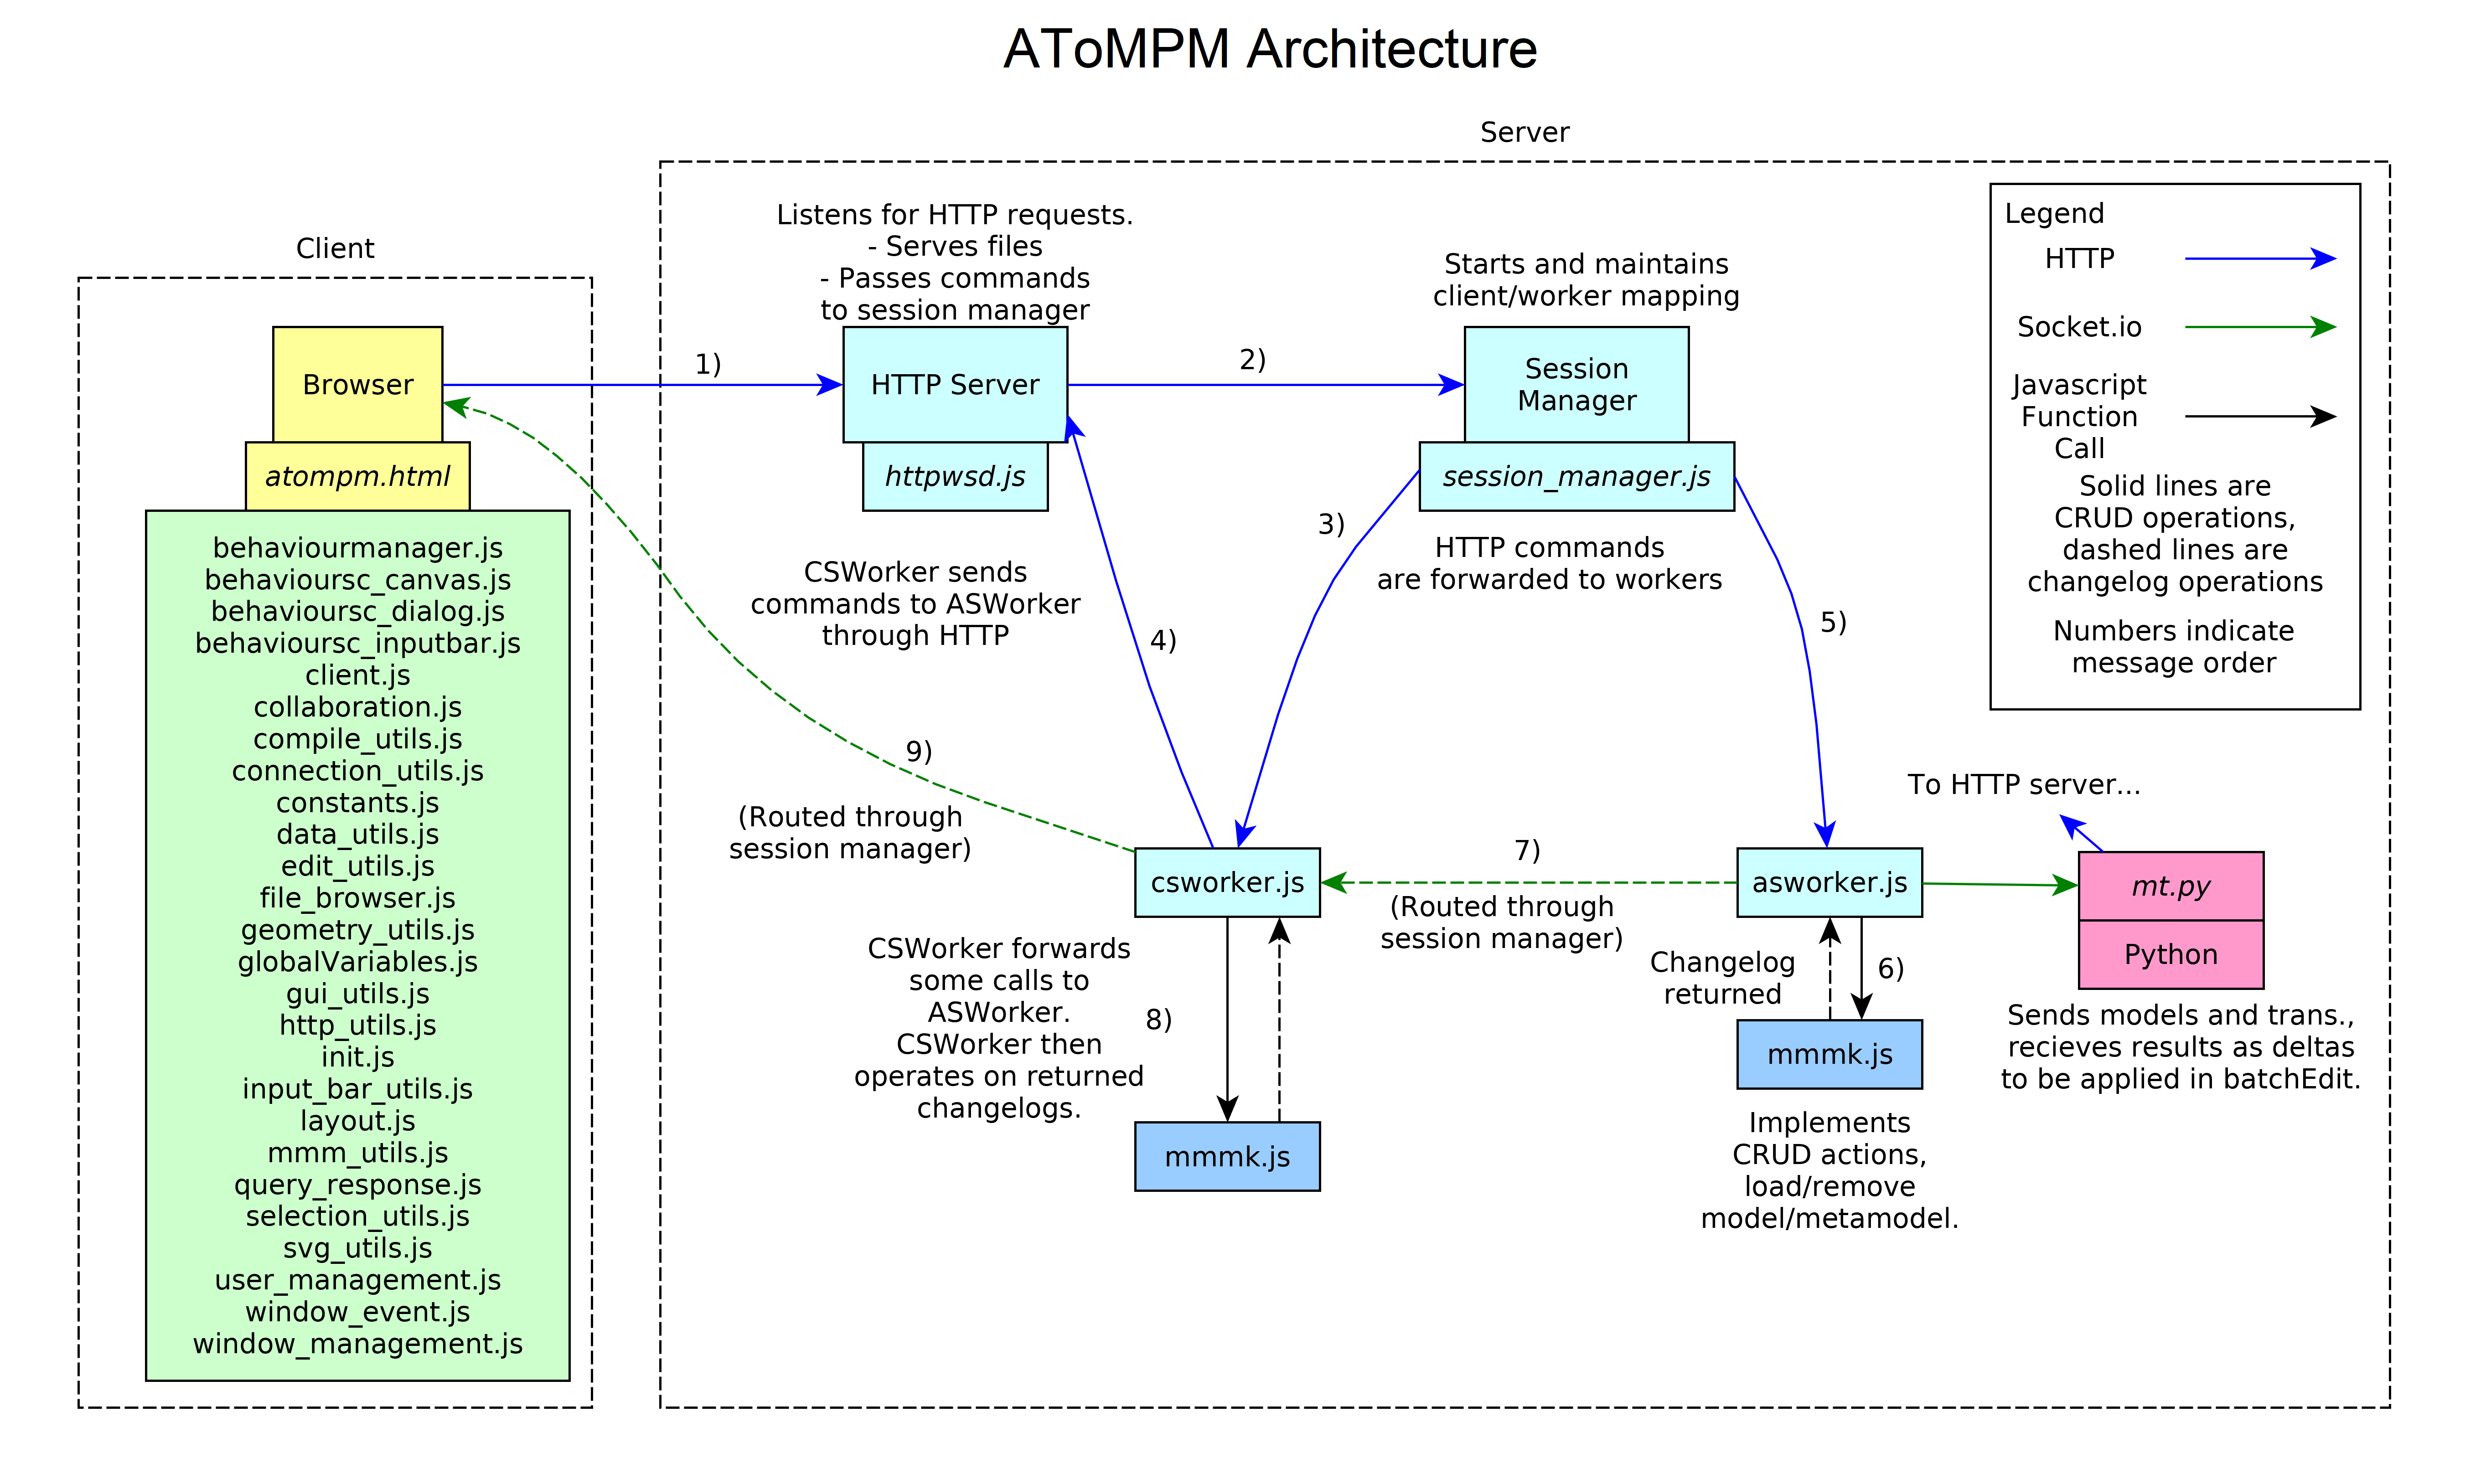 AToMPM Architecture
Client
Browser
atompm.html
behaviourmanager.js
behavioursc_canvas.js
behavioursc_dialog.js
behavioursc_inputbar.js
client.js
collaboration.js
compile_utils.js
connection_utils.js
constants.js
data_utils.js
edit_utils.js
file_browser.js
geometry_utils.js
globalVariables.js
gui_utils.js
http_utils.js
init.js
input_bar_utils.js
layout.js
mmm_utils.js
query_response.js
selection_utils.js
svg_utils.js
user_management.js
window_event.js
window_management.js
Server
Listens for HTTP requests.
- Serves files
- Passes commands
to session manager
1)
HTTP Server
httpwsd.js
2)
Starts and maintains
client/worker mapping
Session
Manager
session_manager.js
3)
HTTP commands
are forwarded to workers
CSWorker sends
commands to ASWorker
through HTTP
4)
5)
9)
(Routed through
session manager)
csworker.js
7)
(Routed through
session manager)
asworker.js
CSWorker forwards
some calls to
ASWorker.
CSWorker then
operates on returned
changelogs.
8)
mmmk.js
Changelog
returned
6)
mmmk.js
Implements
CRUD actions,
load/remove
model/metamodel.
To HTTP server...
mt.py
Python
Sends models and trans.,
recieves results as deltas
to be applied in batchEdit.
Legend
HTTP
Socket.io
Javascript
Function
Call
Solid lines are
CRUD operations,
dashed lines are
changelog operations
Numbers indicate
message order